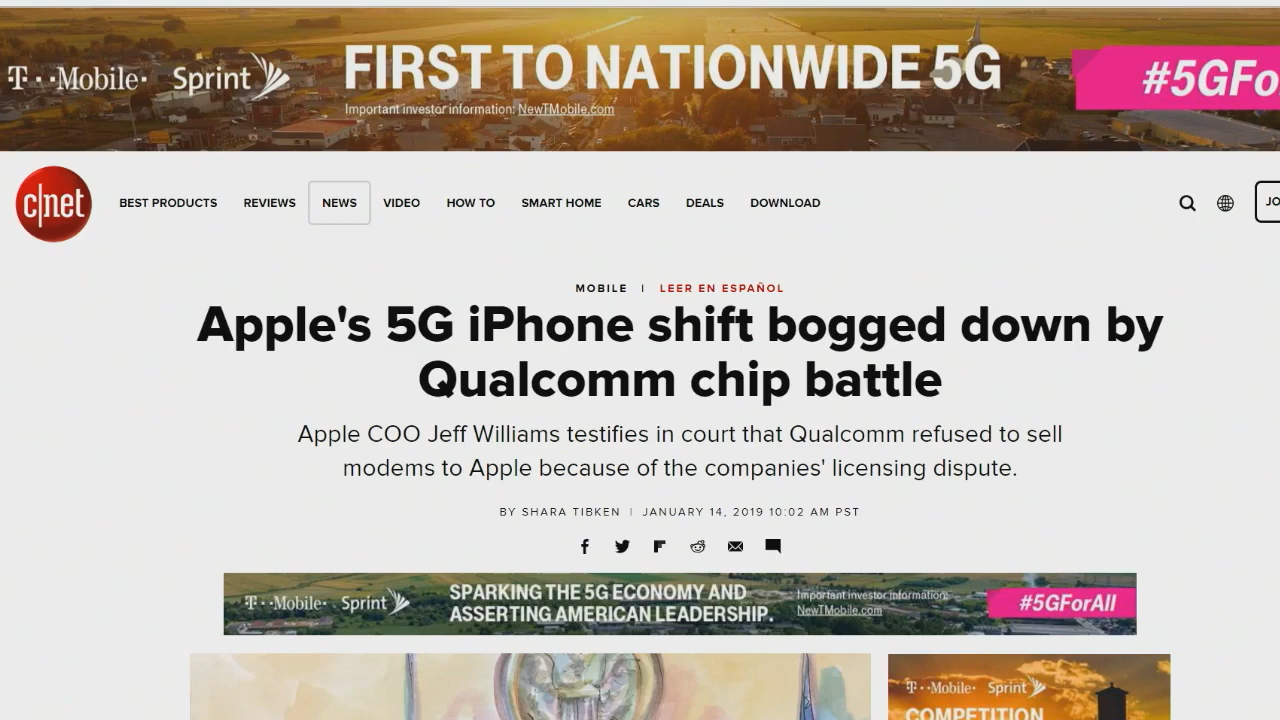 T Mobile Sprint
FIRST TO NATIONWIDE 5G
Important investor information: NewTMobile.com
#5GFo
c|net
BEST PRODUCTS REVIEWS NEWS VIDEO HOW TO SMART HOME CARS DEALS DOWNLOAD
JO
MOBILE | LEER EN ESPAÑOL
Apple's 5G iPhone shift bogged down by
Qualcomm chip battle
Apple COO Jeff Williams testifies in court that Qualcomm refused to sell
modems to Apple because of the companies' licensing dispute.
BY SHARA TIBKEN | JANUARY 14, 2019 10:02 AM PST
T Mobile Sprint
SPARKING THE 5G ECONOMY AND
ASSERTING AMERICAN LEADERSHIP.
Important investor information:
NewTMobile.com
#5GForAll
T Mobile Sprint
COMPETITION